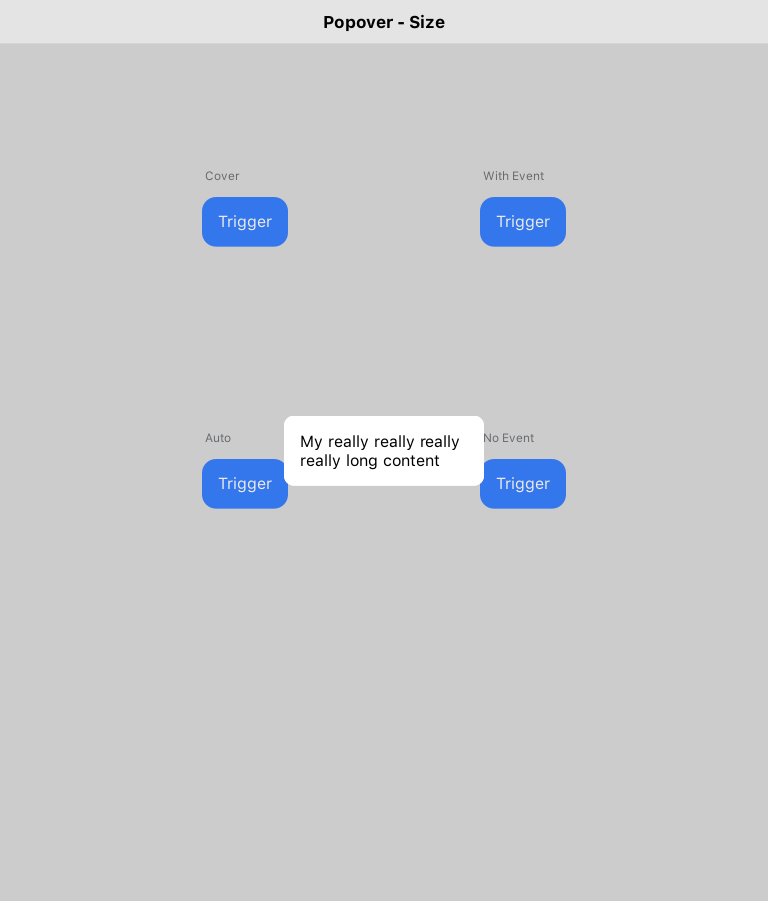 Popover - Size
Cover
With Event
Trigger
Trigger
Auto
No Event
My really really really
really long content
Trigger
Trigger